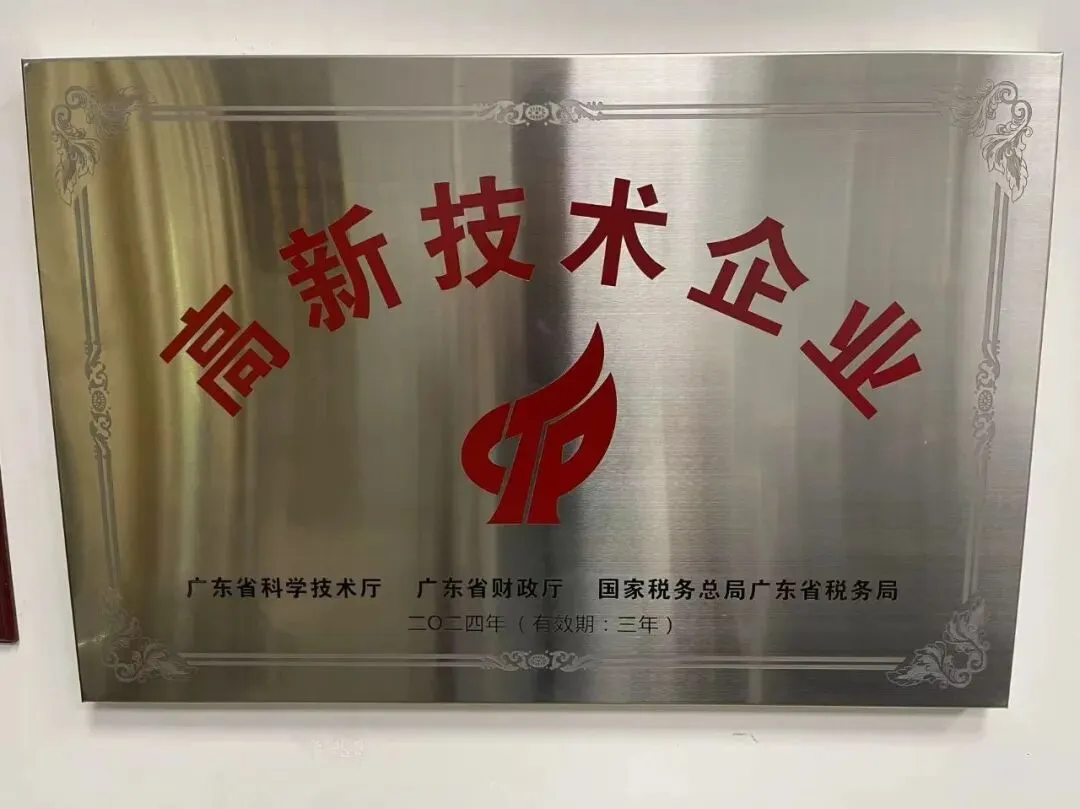 高新技术企业
广东省科学技术厅 广东省财政厅 国家税务总局广东省税务局
二〇二四年（有效期：三年）